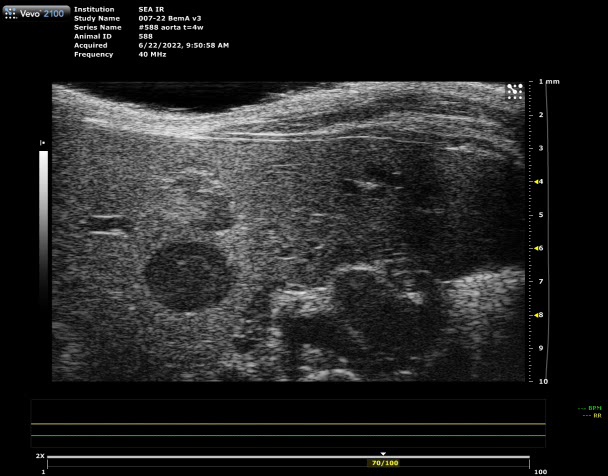 Vevo 2100
Institution SEA IR
Study Name 007-22 BemA v3
Series Name #588 aorta t=4w
Animal ID 588
Acquired 6/22/2022, 9:50:58 AM
Frequency 40 MHz
1 mm
2
3
4
5
6
7
8
9
10
--- BPM
--- RR
2X
70/100
1
100